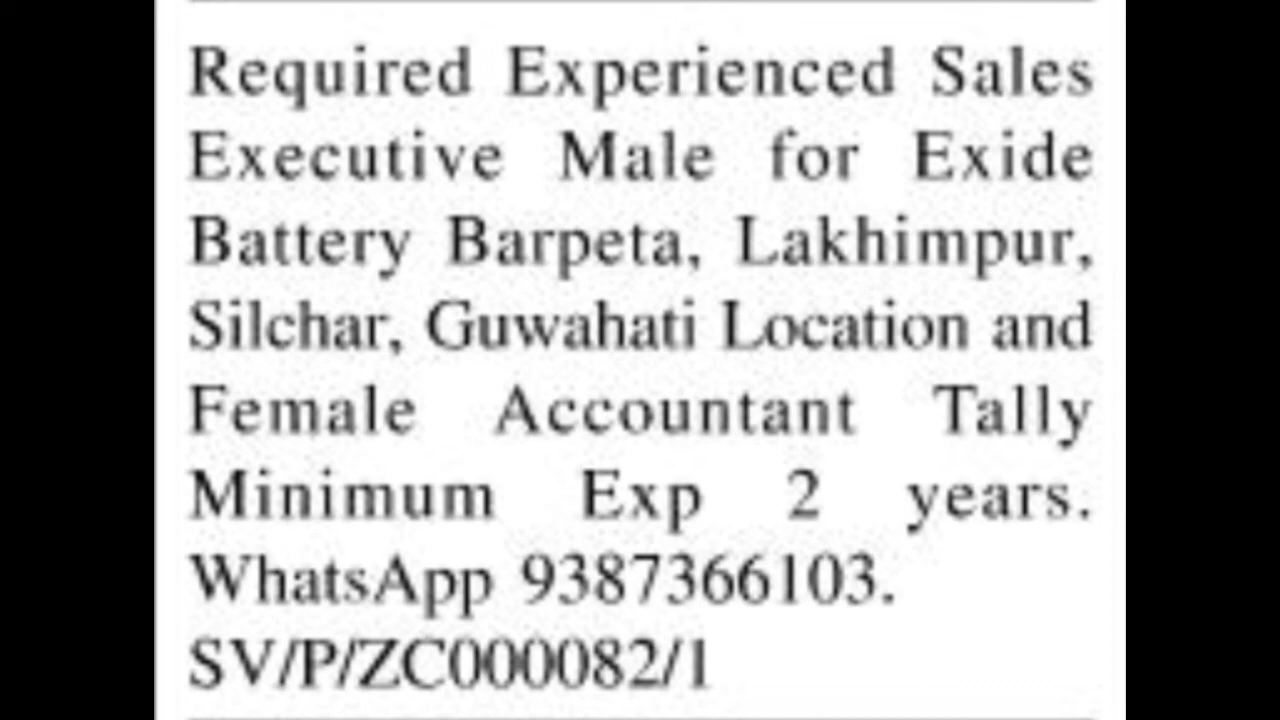 Required Experienced Sales
Executive Male for Exide
Battery Barpeta, Lakhimpur,
Silchar, Guwahati Location and
Female Accountant Tally
Minimum Exp 2 years.
WhatsApp 9387366103.
SV/P/ZC000082/1